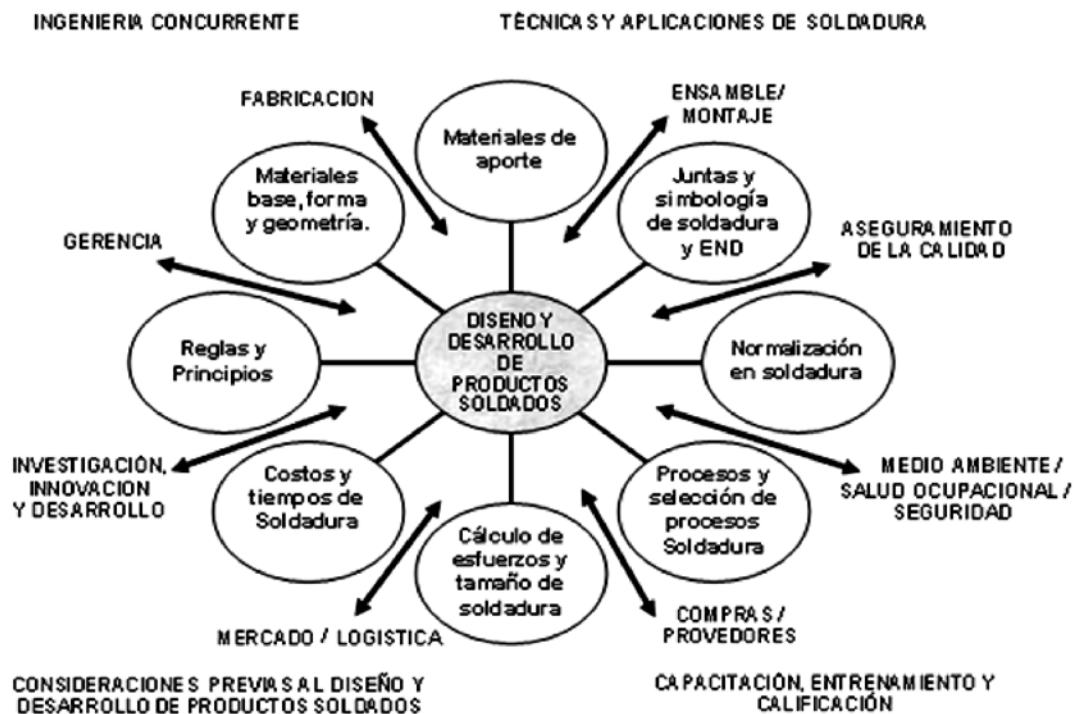 INGENIERIA CONCURRENTE
TÉCNICAS Y APLICACIONES DE SOLDADURA
FABRICACION
ENSAMBLE/
MONTAJE
Materiales de
aporte
Materiales
base, forma
y geometría.
Juntas y
simbología
de soldadura
y END
GERENCIA
ASEGURAMIENTO
DE LA CALIDAD
DISENO Y
DESARROLLO
DE
PRODUCTOS
SOLDADOS
Reglas y
Principios
Normalización
en soldadura
INVESTIGACIÓN,
INNOVACION
Y DESARROLLO
MEDIO AMBIENTE /
SALUD OCUPACIONAL /
SEGURIDAD
Costos y
tiempos de
Soldadura
Procesos y
selección de
procesos
Soldadura
Cálculo de
esfuerzos y
tamaño de
soldadura
MERCADO / LOGISTICA
COMPRAS/
PROVEDORES
CONSIDERACIONES PREVIAS AL DISEÑO Y
DESARROLLO DE PRODUCTOS SOLDADOS
CAPACITACIÓN, ENTRENAMIENTO Y
CALIFICACIÓN